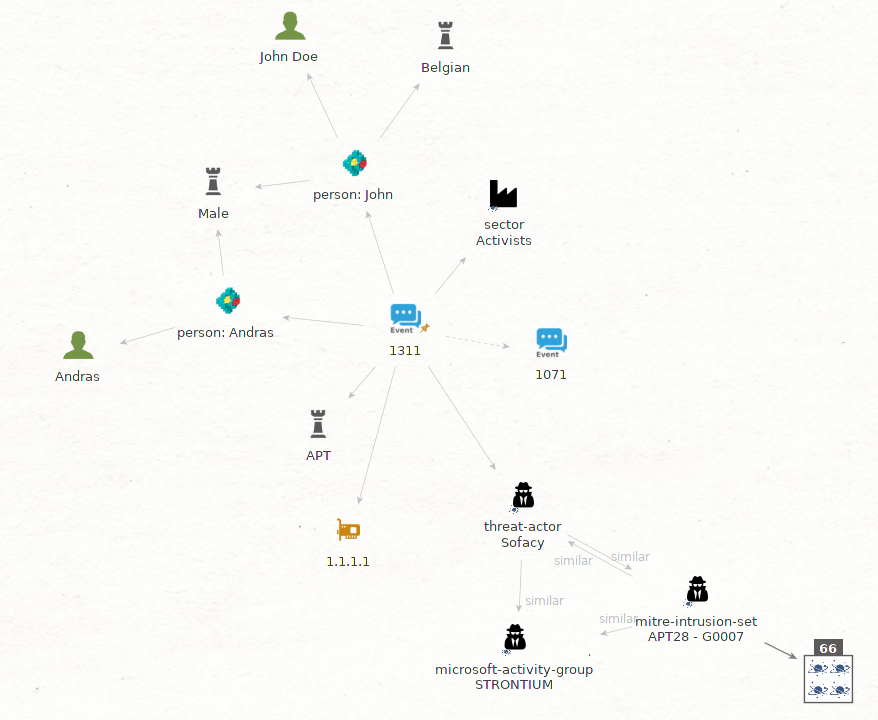 John Doe
Belgian
person: John
Male
sector
Activists
person: Andras
Andras
Event
1311
Event
1071
APT
1.1.1.1
threat-actor
Sofacy
similar
similar
similar
similar
mitre-intrusion-set
APT28 - G0007
microsoft-activity-group
STRONTIUM
66